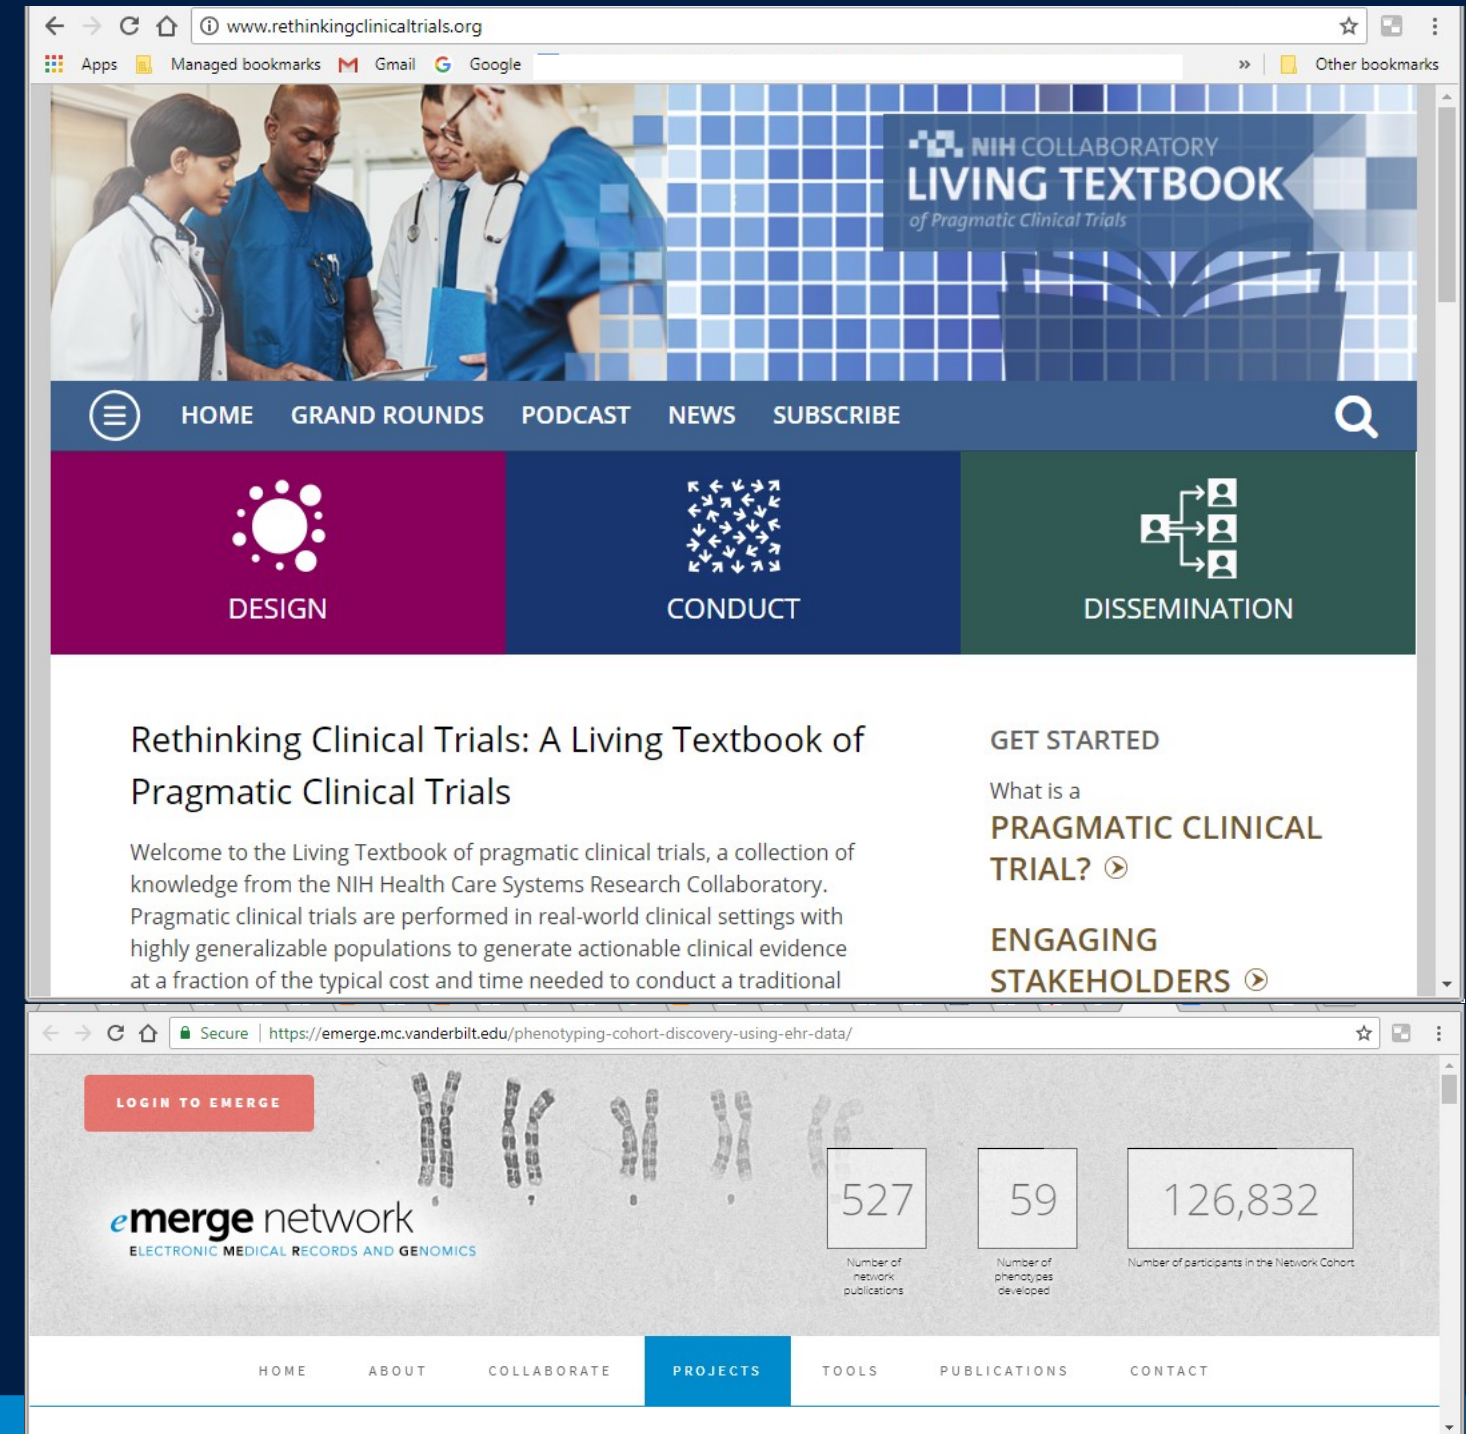 www.rethinkingclinicaltrials.org
Apps Managed bookmarks Gmail Google » Other bookmarks
NIH COLLABORATORY
LIVING TEXTBOOK
of Pragmatic Clinical Trials
HOME GRAND ROUNDS PODCAST NEWS SUBSCRIBE
DESIGN CONDUCT DISSEMINATION
Rethinking Clinical Trials: A Living Textbook of
Pragmatic Clinical Trials
Welcome to the Living Textbook of pragmatic clinical trials, a collection of
knowledge from the NIH Health Care Systems Research Collaboratory.
Pragmatic clinical trials are performed in real-world clinical settings with
highly generalizable populations to generate actionable clinical evidence
at a fraction of the typical cost and time needed to conduct a traditional
GET STARTED
What is a
PRAGMATIC CLINICAL
TRIAL?
ENGAGING
STAKEHOLDERS
Secure | https://emerge.mc.vanderbilt.edu/phenotyping-cohort-discovery-using-ehr-data/
LOGIN TO EMERGE
6 7 8 9
emerge network
ELECTRONIC MEDICAL RECORDS AND GENOMICS
527
Number of
network
publications
59
Number of
phenotypes
developed
126,832
Number of participants in the Network Cohort
HOME ABOUT COLLABORATE PROJECTS TOOLS PUBLICATIONS CONTACT